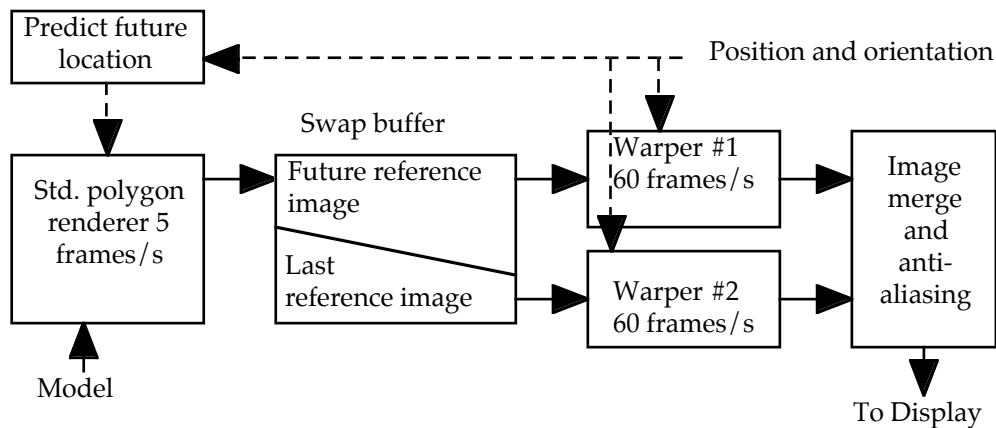 Predict future
location
Position and orientation
Swap buffer
Std. polygon
renderer 5
frames/s
Future reference
image
Last
reference image
Warper #1
60 frames/s
Warper #2
60 frames/s
Image
merge
and
anti-
aliasing
Model
To Display